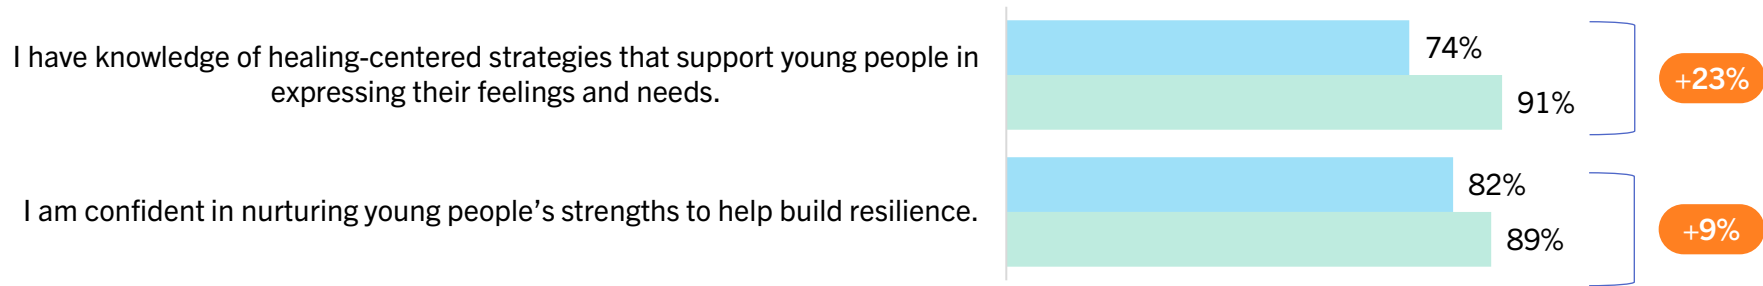 I have knowledge of healing-centered strategies that support young people in
expressing their feelings and needs.
74%
91%
+23%
I am confident in nurturing young people’s strengths to help build resilience.
82%
89%
+9%